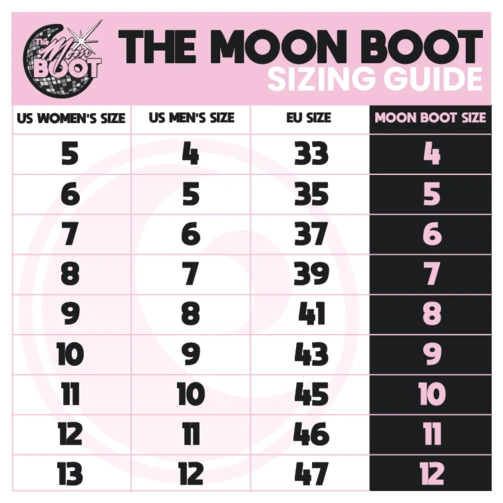 The Moon BOOT
THE MOON BOOT
SIZING GUIDE
US WOMEN'S SIZE US MEN'S SIZE EU SIZE MOON BOOT SIZE
5 4 33 4
6 5 35 5
7 6 37 6
8 7 39 7
9 8 41 8
10 9 43 9
11 10 45 10
12 11 46 11
13 12 47 12